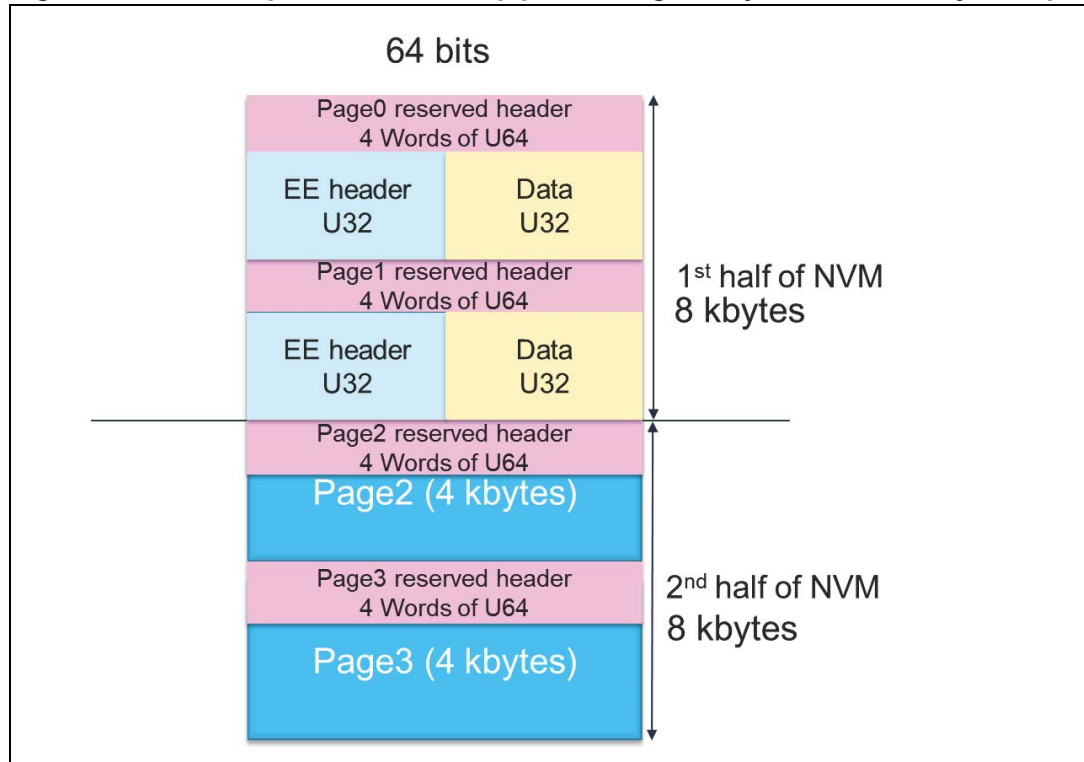 64 bits
Page0 reserved header
4 Words of U64
EE header
U32
Data
U32
Page1 reserved header
4 Words of U64
EE header
U32
Data
U32
1st half of NVM
8 kbytes
Page2 reserved header
4 Words of U64
Page2 (4 kbytes)
Page3 reserved header
4 Words of U64
Page3 (4 kbytes)
2nd half of NVM
8 kbytes